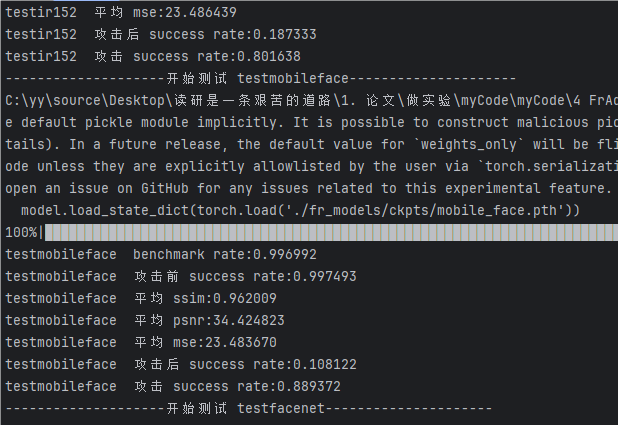 testir152  平均 mse:23.486439
testir152  攻击后 success rate:0.187333
testir152  攻击 success rate:0.801638
-------------------开始测试 testmobileface--------------------
C:\yy\source\Desktop\读研是一条艰苦的道路\1. 论文\做实验\myCode\myCode\4 FrAd
e default pickle module implicitly. It is possible to construct malicious pic
tails). In a future release, the default value for `weights_only` will be fli
ode unless they are explicitly allowlisted by the user via `torch.serializati
open an issue on GitHub for any issues related to this experimental feature.
  model.load_state_dict(torch.load('./fr_models/ckpts/mobile_face.pth'))
100%|
testmobileface  benchmark rate:0.996992
testmobileface  攻击前 success rate:0.997493
testmobileface  平均 ssim:0.962009
testmobileface  平均 psnr:34.424823
testmobileface  平均 mse:23.483670
testmobileface  攻击后 success rate:0.108122
testmobileface  攻击 success rate:0.889372
-------------------开始测试 testfacenet--------------------